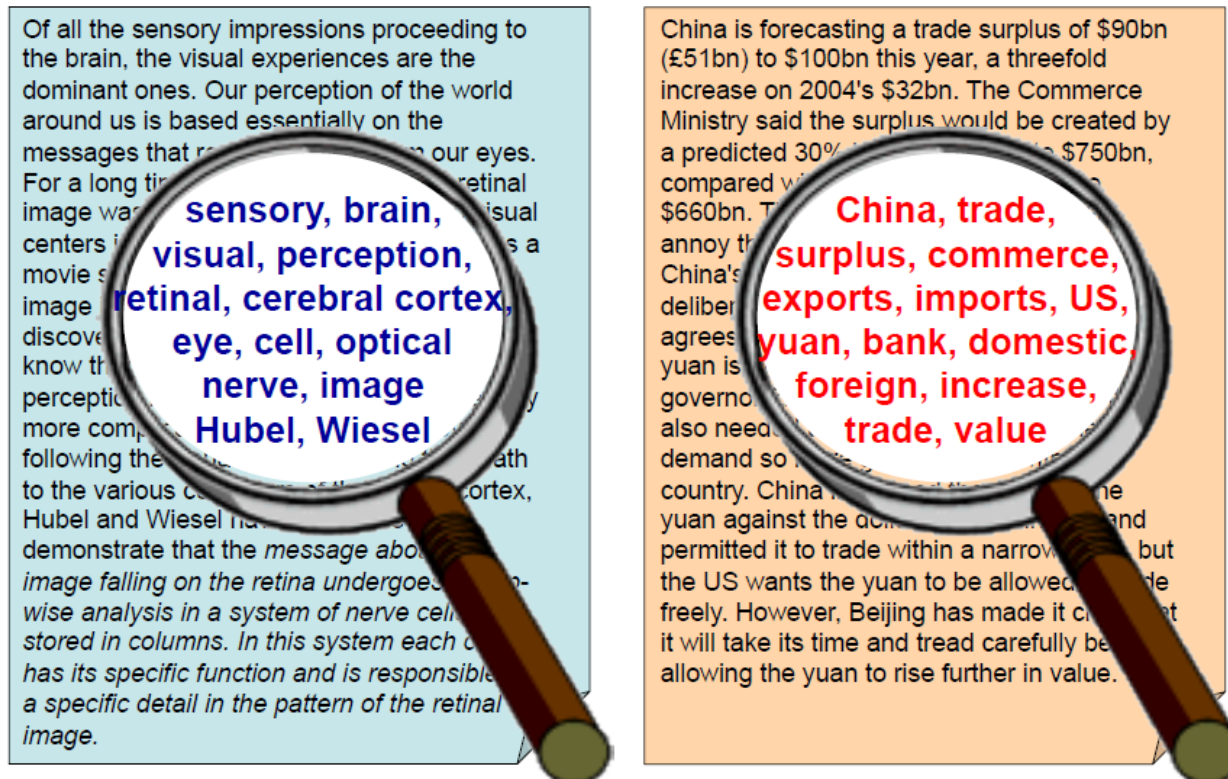 Of all the sensory impressions proceeding to
the brain, the visual experiences are the
dominant ones. Our perception of the world
around us is based essentially on the
messages that our eyes.
For a long retinal
image
centers a
movie
image
know
more
following the
to the various cortex,
Hubel and Wiesel
demonstrate that the message
image falling on the retina undergoes
wise analysis in a system of nerve
stored in columns. In this system each
has its specific function and is responsible
a specific detail in the pattern of the retinal
image.
sensory, brain,
visual, perception,
retinal, cerebral cortex,
eye, cell, optical
nerve, image
Hubel, Wiesel
China is forecasting a trade surplus of $90bn
(£51bn) to $100bn this year, a threefold
increase on 2004's $32bn. The Commerce
Ministry said the surplus would be created by
a predicted 30% $750bn,
compared
$660bn.
annoy
China's
agrees
yuan is
also
demand so
country. China
yuan against the and
permitted it to trade within a narrow but
the US wants the yuan to be allowed
freely. However, Beijing has made it
it will take its time and tread carefully
allowing the yuan to rise further in value.
China, trade,
surplus, commerce,
exports, imports, US,
yuan, bank, domestic,
foreign, increase,
trade, value